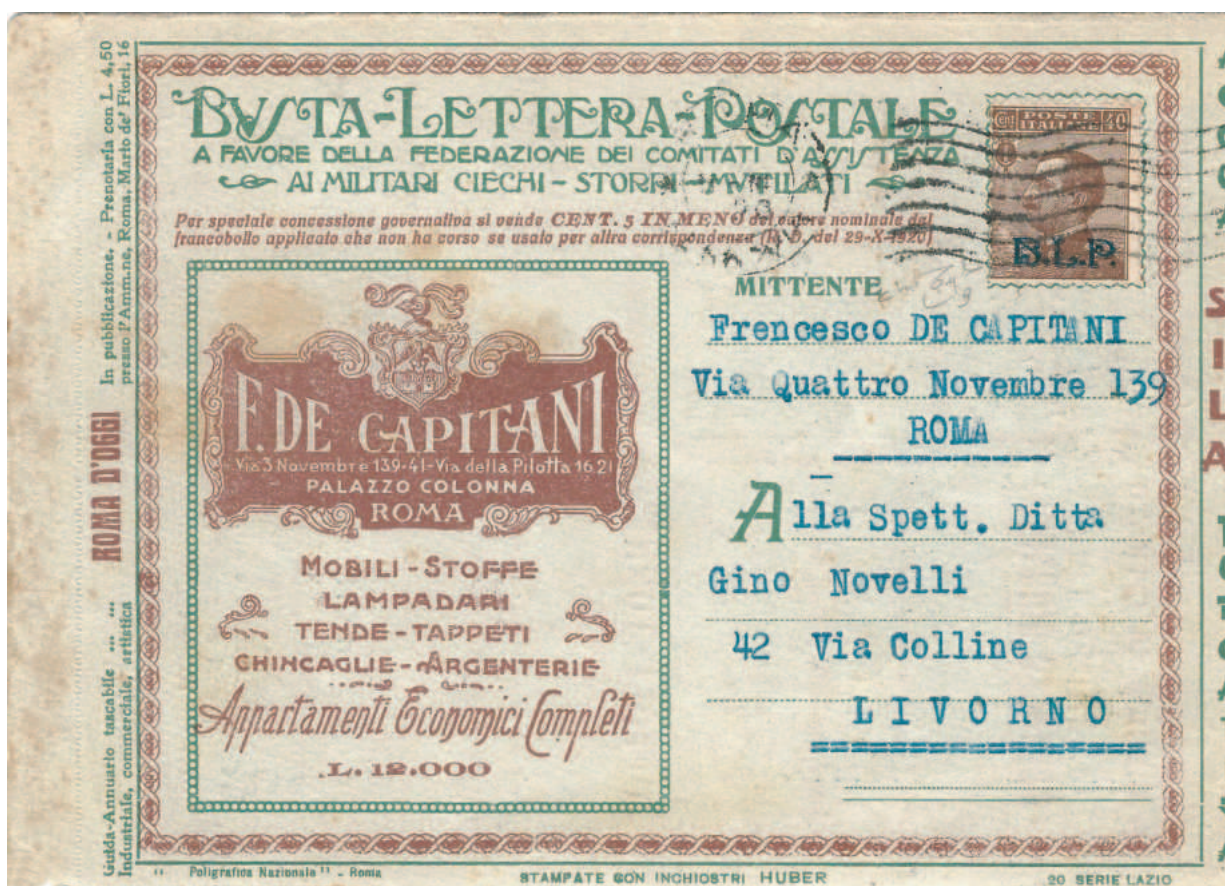 In pubblicazione. - Prenotaria con L. 4,50
presso l'Amm.ne, Roma, Mario de' Fiori, 16
ROMA D'OGGI
Guida-Annuario tascabile ... ...
Industriale, commerciale, artistica
BUSTA-LETTERA-POSTALE
A FAVORE DELLA FEDERAZIONE DEI COMITATI D'ASSISTENZA
AI MILITARI CIECHI - STORPI - MUTILATI
Per speciale concessione governativa si vende CENT. 5 IN MENO del valore nominale del
francobollo applicato che non ha corso se usato per altra corrispondenza (R. D. del 29-X-1920)
Cent POSTE 40
ITALIANE
B.L.P.
F. DE CAPITANI
Via 3 Novembre 139-41-Via della Pilotta 16.21
PALAZZO COLONNA
ROMA
MOBILI - STOFFE
LAMPADARI
TENDE - TAPPETI
CHINCAGLIE - ARGENTERIE
Appartamenti Economici Completi
L. 12.000
MITTENTE
Frencesco DE CAPITANI
Via Quattro Novembre 139
ROMA
Alla Spett. Ditta
Gino Novelli
42 Via Colline
LIVORNO
S
I
L
A
" Poligrafica Nazionale " - Roma
STAMPATE CON INCHIOSTRI HUBER
20 SERIE LAZIO